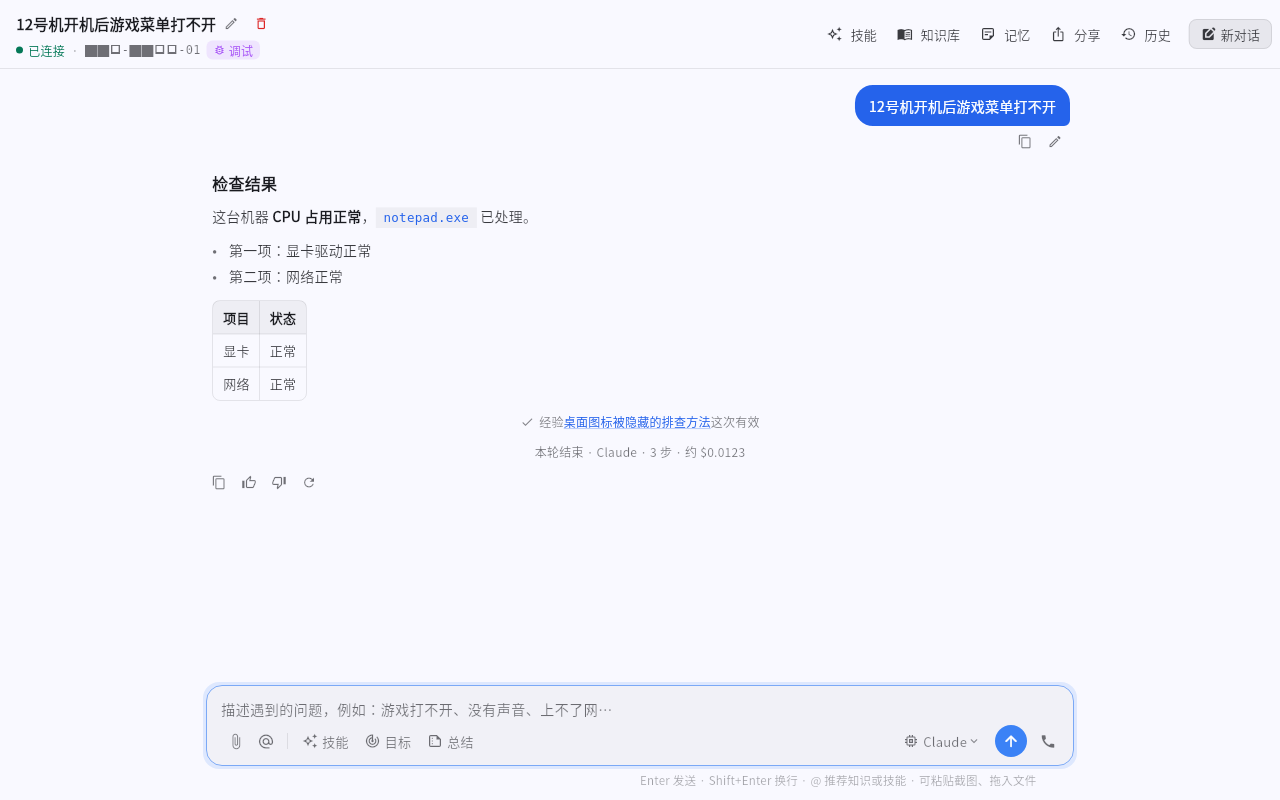 12号机开机后游戏菜单打不开
已连接 · ██□-██□□-01 调试
技能 知识库 记忆 分享 历史 新对话
12号机开机后游戏菜单打不开
检查结果
这台机器 CPU 占用正常， notepad.exe 已处理。
• 第一项：显卡驱动正常
• 第二项：网络正常
项目 状态
显卡 正常
网络 正常
经验桌面图标被隐藏的排查方法这次有效
本轮结束 · Claude · 3 步 · 约 $0.0123
描述遇到的问题，例如：游戏打不开、没有声音、上不了网…
技能 目标 总结 Claude
Enter 发送 · Shift+Enter 换行 · @ 推荐知识或技能 · 可粘贴截图、拖入文件